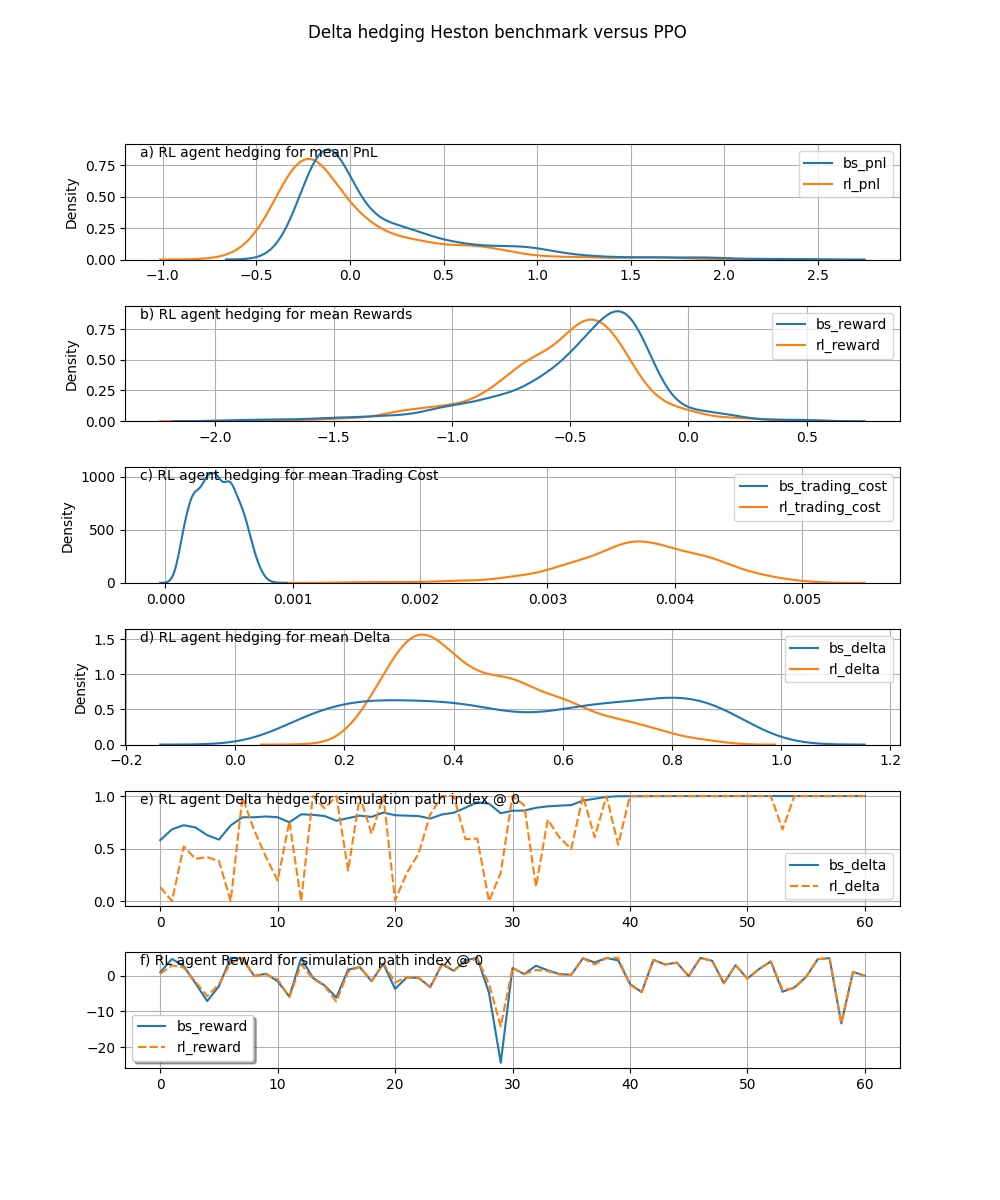 Delta hedging Heston benchmark versus PPO
a) RL agent hedging for mean PnL
bs_pnl
rl_pnl
Density
0.75
0.50
0.25
0.00
−1.0 −0.5 0.0 0.5 1.0 1.5 2.0 2.5
b) RL agent hedging for mean Rewards
bs_reward
rl_reward
Density
0.75
0.50
0.25
0.00
−2.0 −1.5 −1.0 −0.5 0.0 0.5
c) RL agent hedging for mean Trading Cost
bs_trading_cost
rl_trading_cost
Density
1000
500
0
0.000 0.001 0.002 0.003 0.004 0.005
d) RL agent hedging for mean Delta
bs_delta
rl_delta
Density
1.5
1.0
0.5
0.0
−0.2 0.0 0.2 0.4 0.6 0.8 1.0 1.2
e) RL agent Delta hedge for simulation path index @ 0
1.0
0.5
0.0
bs_delta
rl_delta
0 10 20 30 40 50 60
f) RL agent Reward for simulation path index @ 0
0
−10
−20
bs_reward
rl_reward
0 10 20 30 40 50 60